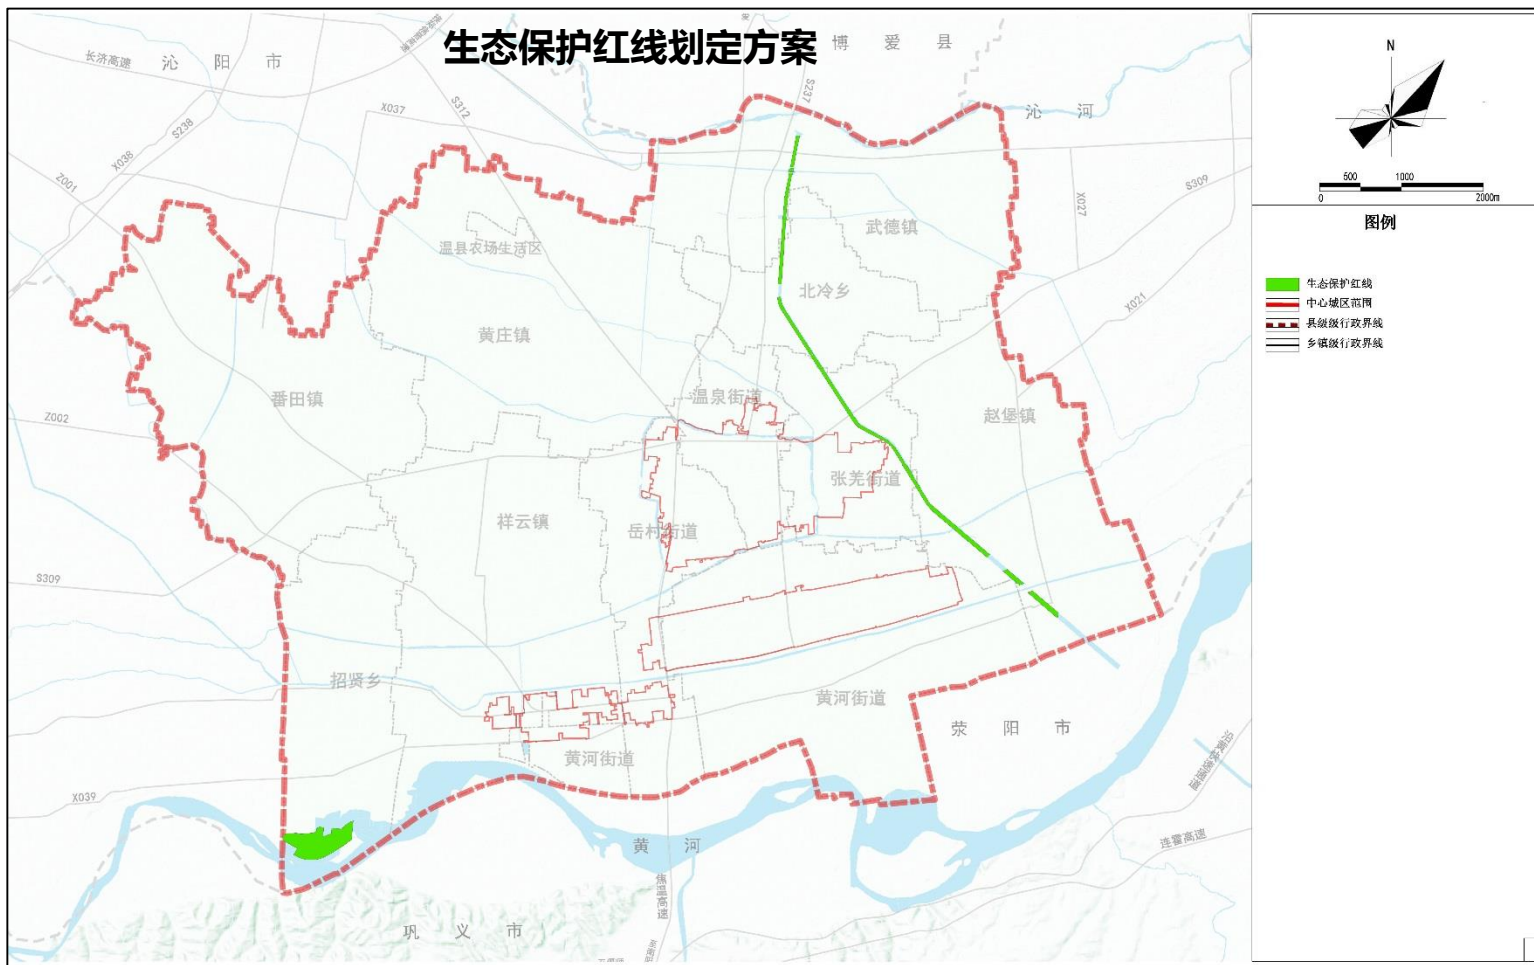 生态保护红线划定方案
博爱县
沁阳市
长济高速
X037
S312
S238
X038
Z001
S237
沁河
X027
S309
武德镇
温县农场生活区
北冷乡
X021
黄庄镇
番田镇
温泉街道
赵堡镇
Z002
张羌街道
祥云镇
岳村街道
S309
招贤乡
黄河街道
荥阳市
黄河街道
X039
黄河
连霍高速
焦温高速
巩义市
N
500
1000
0
2000m
图例
生态保护红线
中心城区范围
县级级行政界线
乡镇级行政界线